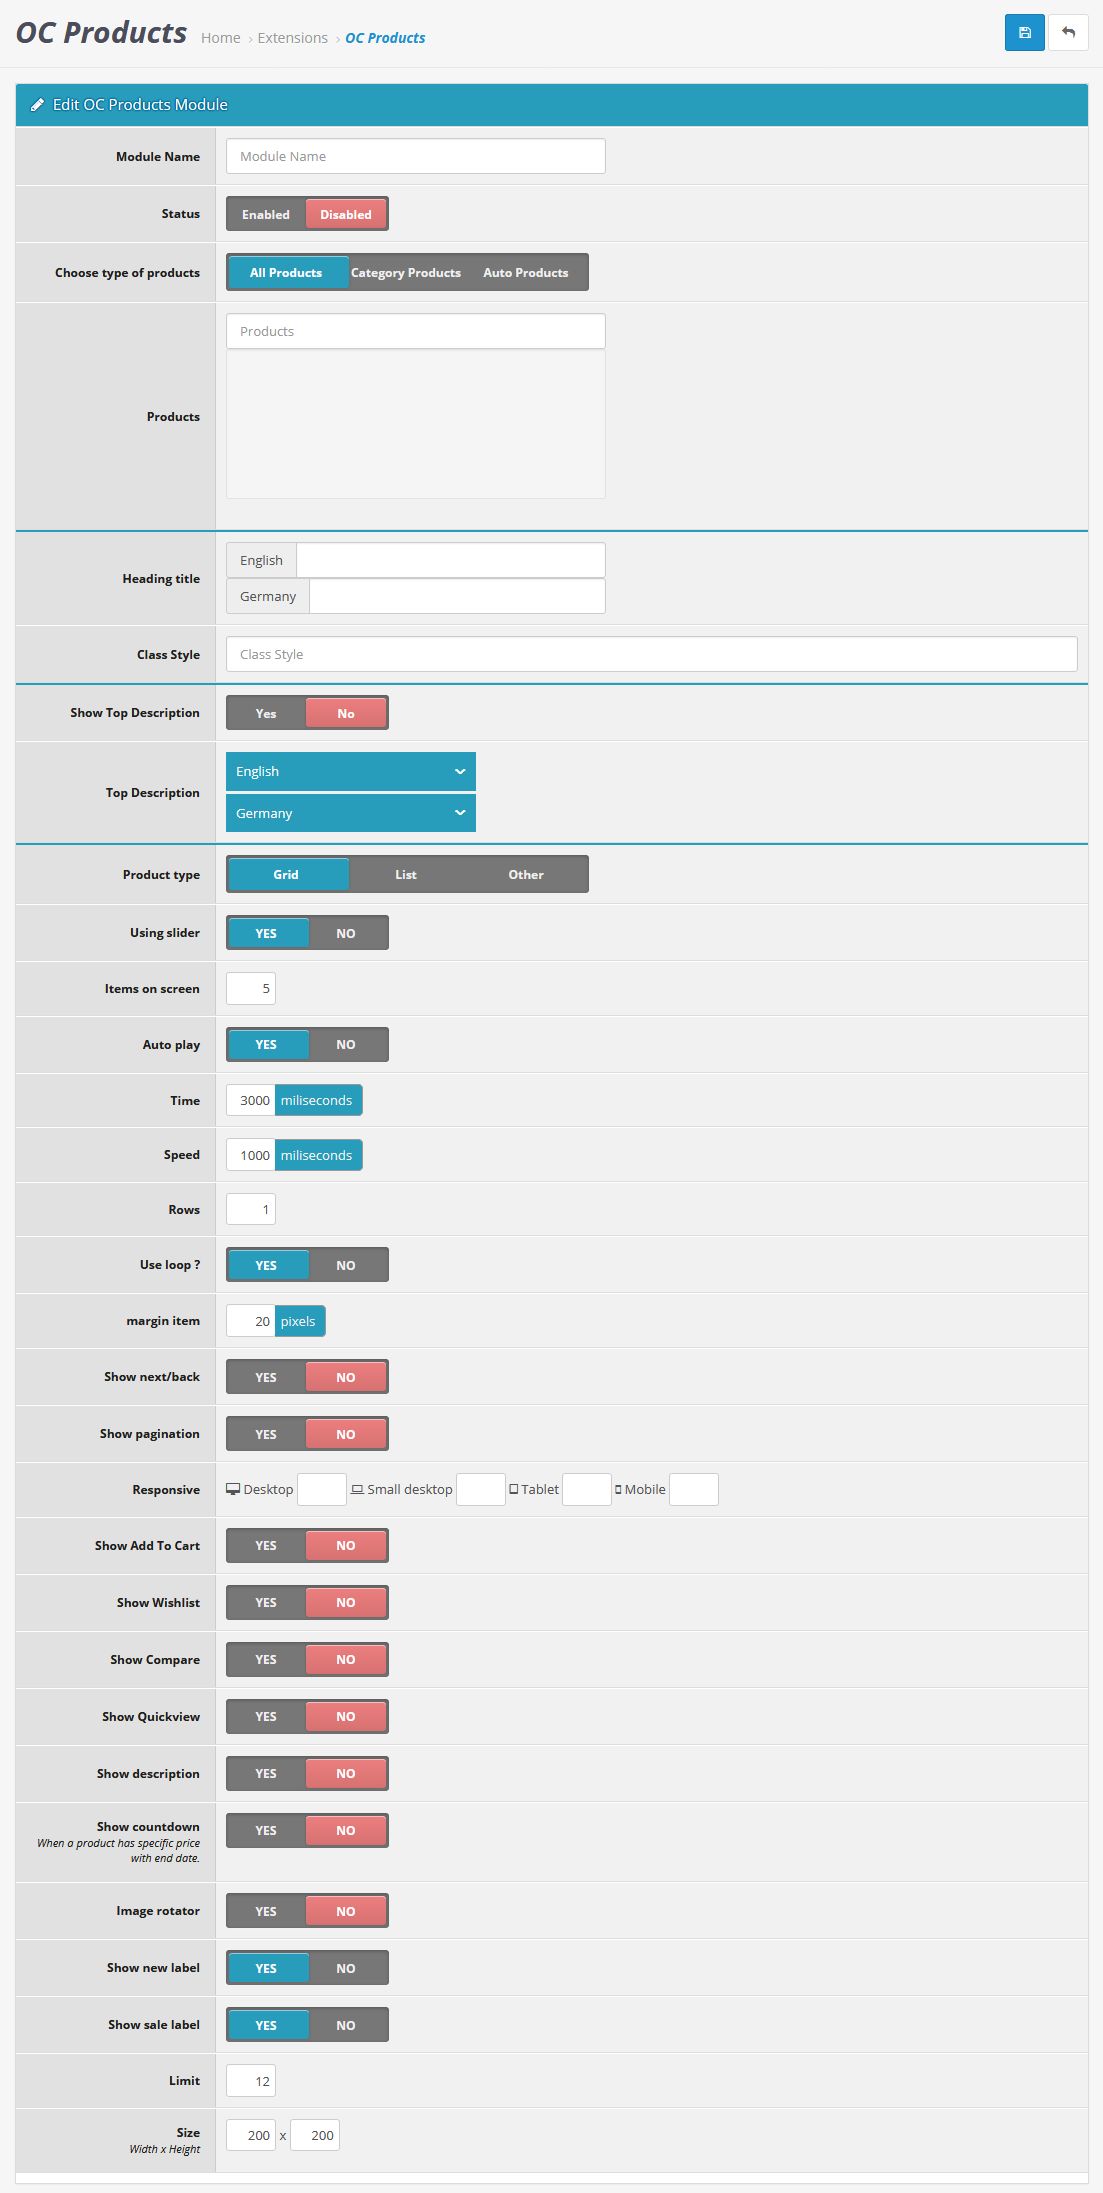 OC Products Home › Extensions › OC Products
Edit OC Products Module
Module Name Module Name
Status Enabled Disabled
Choose type of products All Products Category Products Auto Products
Products
Products
English
Heading title
Germany
Class Style Class Style
Show Top Description Yes No
English
Top Description
Germany
Product type Grid List Other
Using slider YES NO
Items on screen 5
Auto play YES NO
Time 3000 miliseconds
Speed 1000 miliseconds
Rows 1
Use loop ? YES NO
margin item 20 pixels
Show next/back YES NO
Show pagination YES NO
Responsive Desktop Small desktop Tablet Mobile
Show Add To Cart YES NO
Show Wishlist YES NO
Show Compare YES NO
Show Quickview YES NO
Show description YES NO
Show countdown YES NO
When a product has specific price
with end date.
Image rotator YES NO
Show new label YES NO
Show sale label YES NO
Limit 12
Size 200 x 200
Width x Height